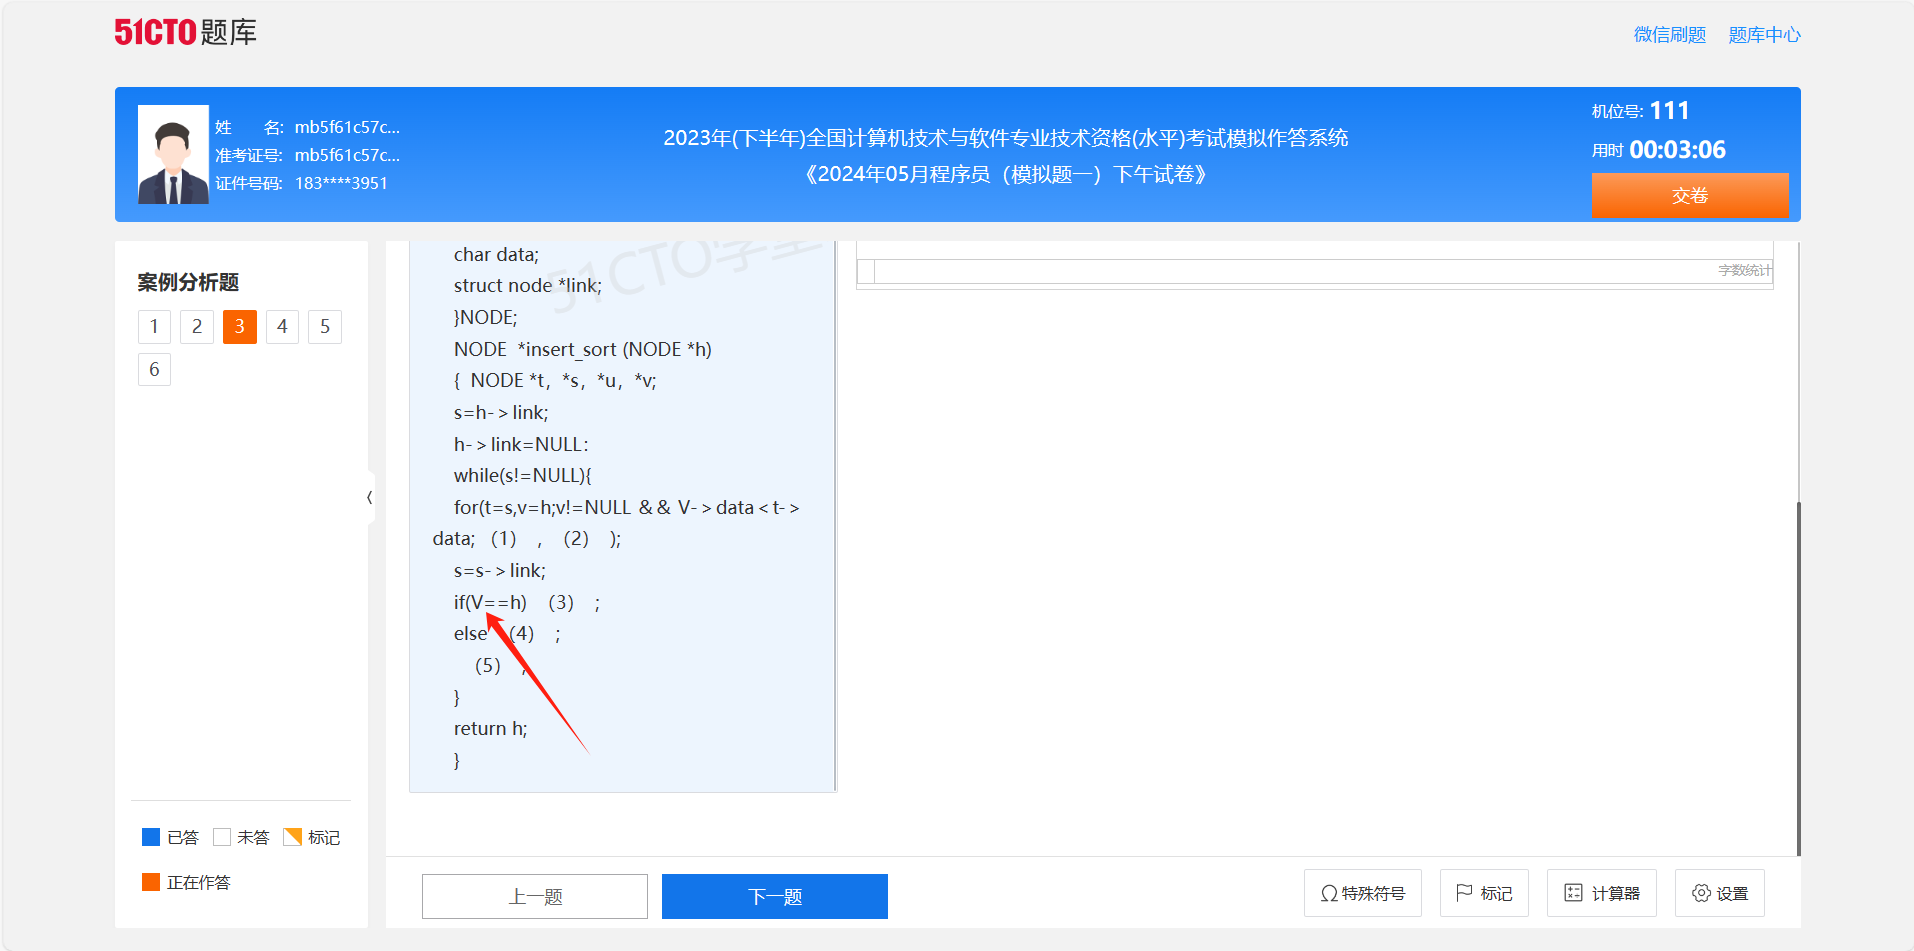 51CTO题库
微信刷题 题库中心
姓 名: mb5f61c57c...
准考证号: mb5f61c57c...
证件号码: 183****3951
2023年(下半年)全国计算机技术与软件专业技术资格(水平)考试模拟作答系统
《2024年05月程序员（模拟题一）下午试卷》
机位号: 111
用时 00:03:06
交卷
案例分析题
1 2 3 4 5
6
已答 未答 标记
正在作答
51CTO学堂
char data;
struct node *link;
}NODE;
NODE *insert_sort (NODE *h)
{ NODE *t，*s，*u，*v;
s=h-＞link;
h-＞link=NULL：
while(s!=NULL){
for(t=s,v=h;v!=NULL ＆＆ V-＞data＜t-＞
data; （1） ，（2） );
s=s-＞link;
if(V==h) （3） ；
else （4） ；
（5） ；
}
return h;
}
字数统计
上一题 下一题
特殊符号 标记 计算器 设置